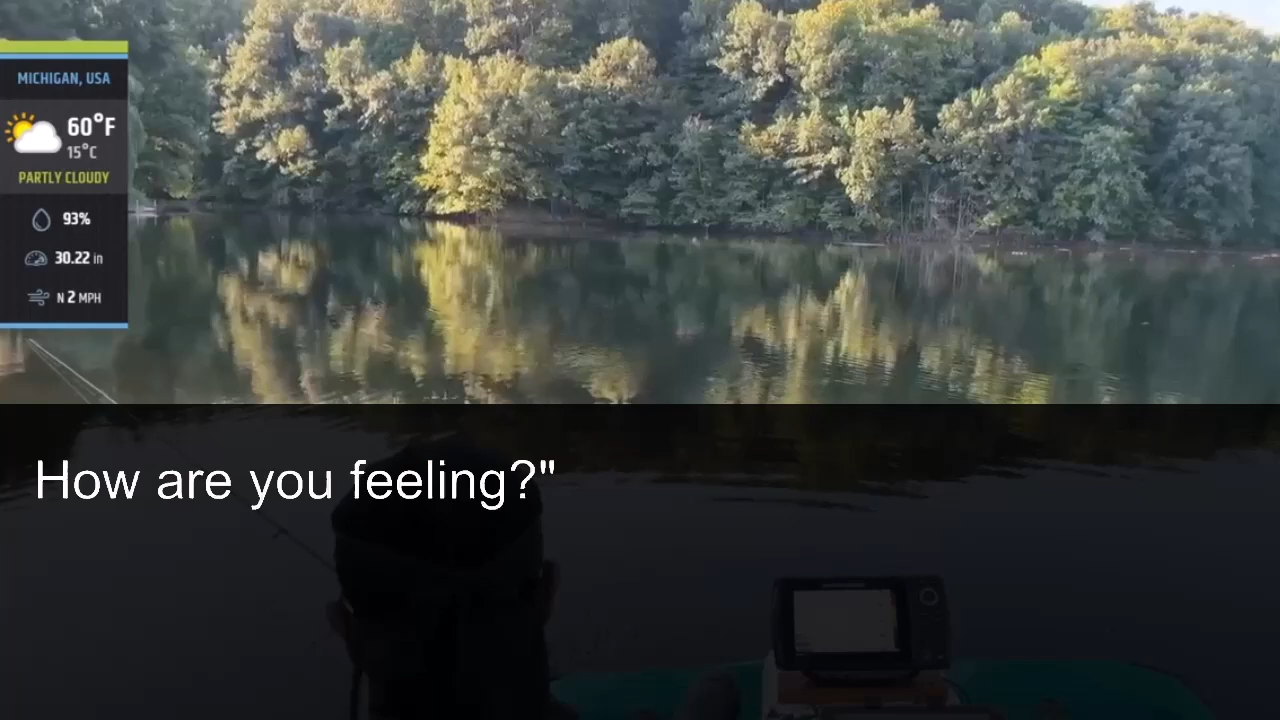 MICHIGAN, USA
60°F
15°C
PARTLY CLOUDY
93%
30.22 in
N 2 MPH
How are you feeling?"